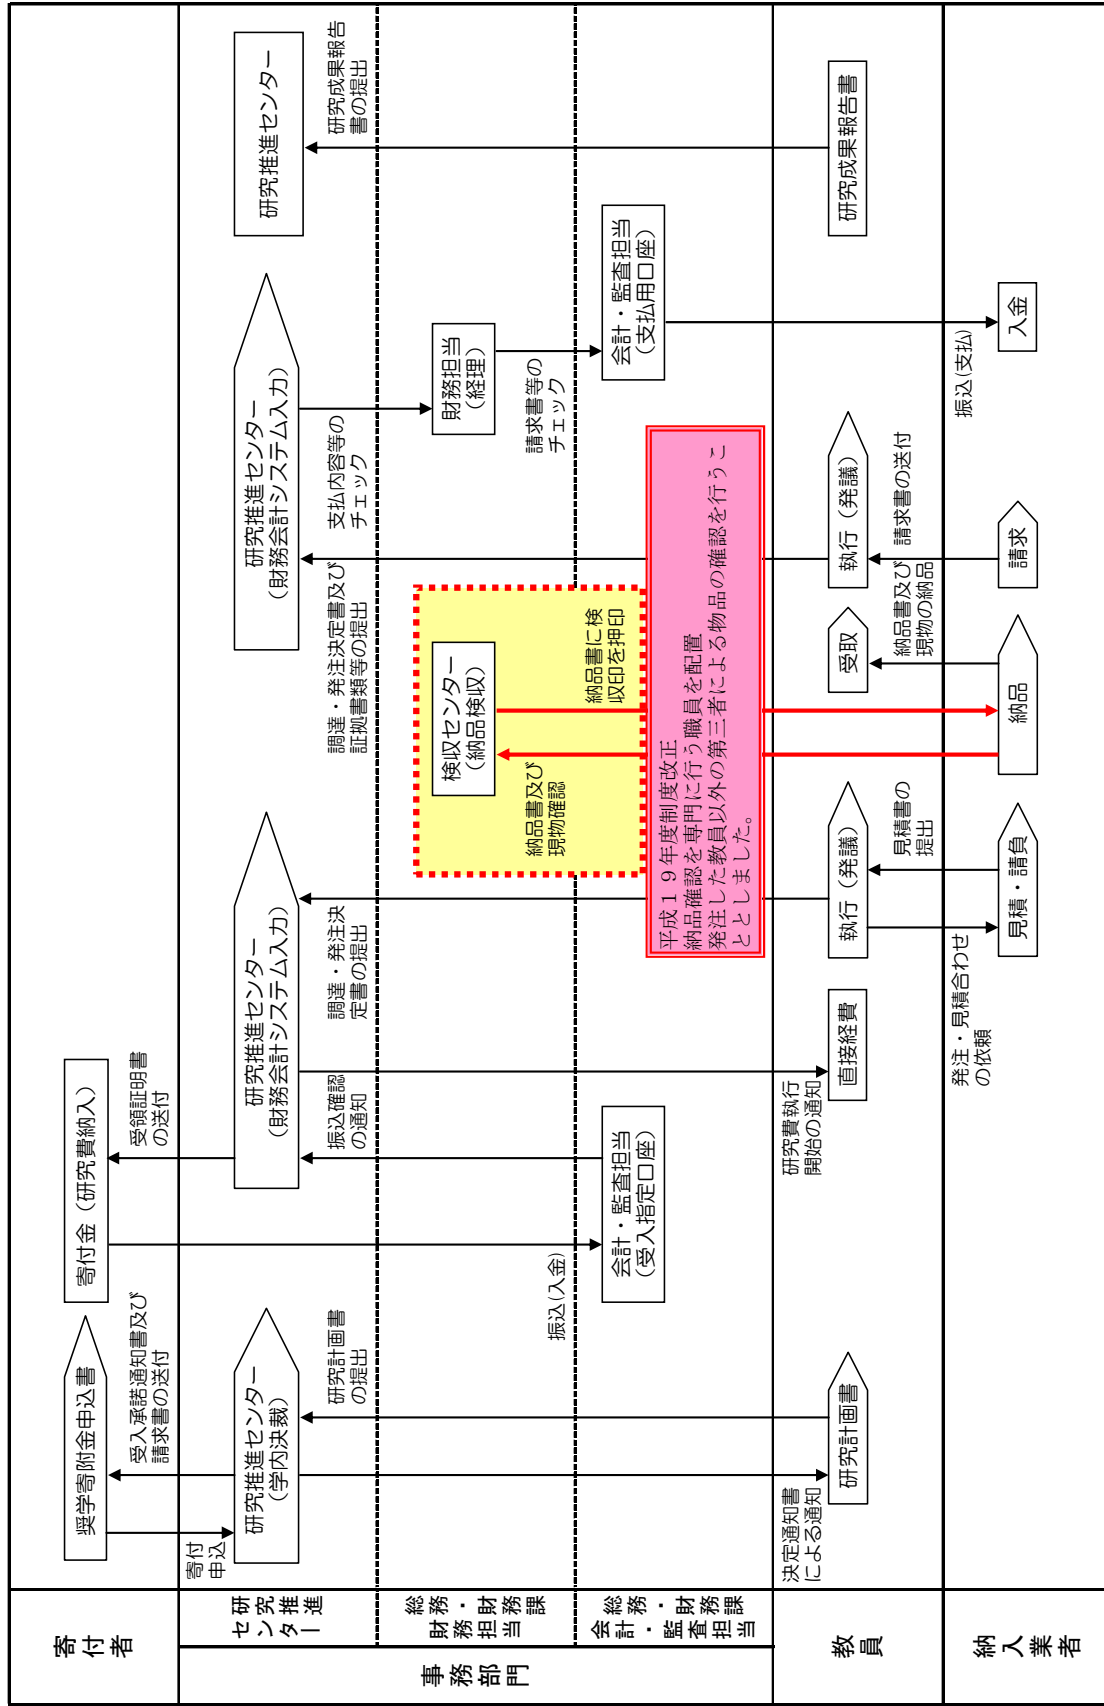 寄付者
事務部門
研究推進
センター
総務・財務課
財務担当
総務・財務課
会計・監査担当
教員
納入業者
奨学寄附金申込書
受入承諾通知書及び
請求書の送付
寄付金（研究費納入）
受領証明書
の送付
寄付
申込
研究推進センター
（学内決裁）
研究計画書
の提出
研究推進センター
（財務会計システム入力）
振込確認
の通知
調達・発注決
定書の提出
研究推進センター
（財務会計システム入力）
調達・発注決定書及び
証拠書類等の提出
支払内容等の
チェック
研究推進センター
研究成果報告
書の提出
検収センター
（納品検収）
納品書及び
現物確認
納品書に検
収印を押印
財務担当
（経理）
請求書等の
チェック
振込(入金)
会計・監査担当
（受入指定口座）
会計・監査担当
（支払用口座）
平成１９年度制度改正
納品確認を専門に行う職員を配置
発注した教員以外の第三者による物品の確認を行うこ
ととしました。
決定通知書
による通知
研究計画書
研究費執行
開始の通知
直接経費
執行（発議）
見積書の
提出
受取
納品書及び
現物の納品
執行（発議）
請求書の送付
研究成果報告書
発注・見積合わせ
の依頼
見積・請負
納品
請求
振込(支払)
入金